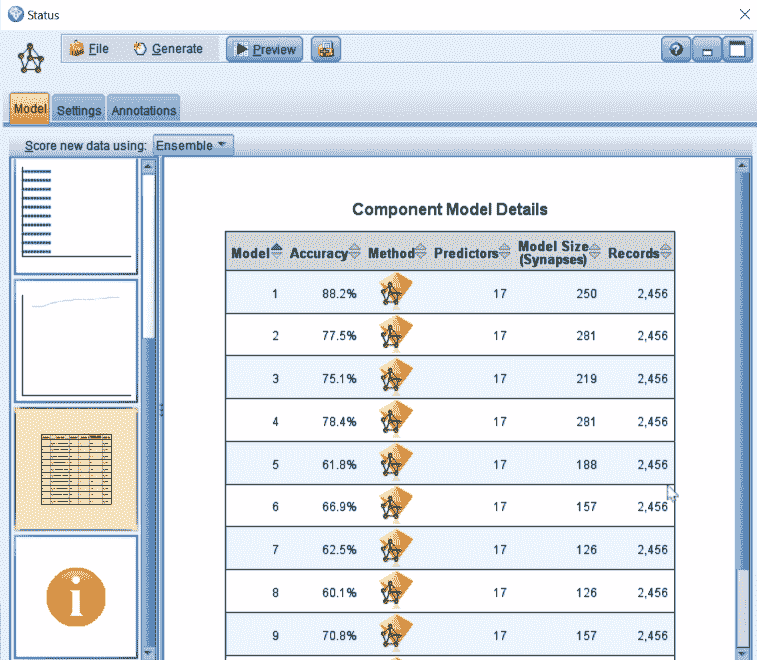 Status
File Generate Preview
Model Settings Annotations
Score new data using: Ensemble
Component Model Details
Model Accuracy Method Predictors Model Size (Synapses) Records
1 88.2% 17 250 2,456
2 77.5% 17 281 2,456
3 75.1% 17 219 2,456
4 78.4% 17 281 2,456
5 61.8% 17 188 2,456
6 66.9% 17 157 2,456
7 62.5% 17 126 2,456
8 60.1% 17 126 2,456
9 70.8% 17 157 2,456